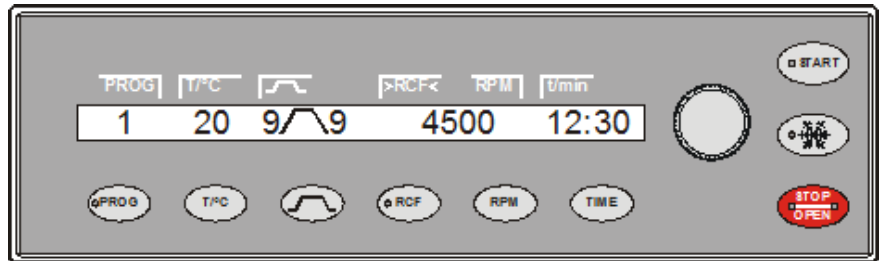 START
PROG T/°C >RCF< RPM t/min
1 20 9 9 4500 12:30
PROG T/°C RCF RPM TIME
STOP
OPEN